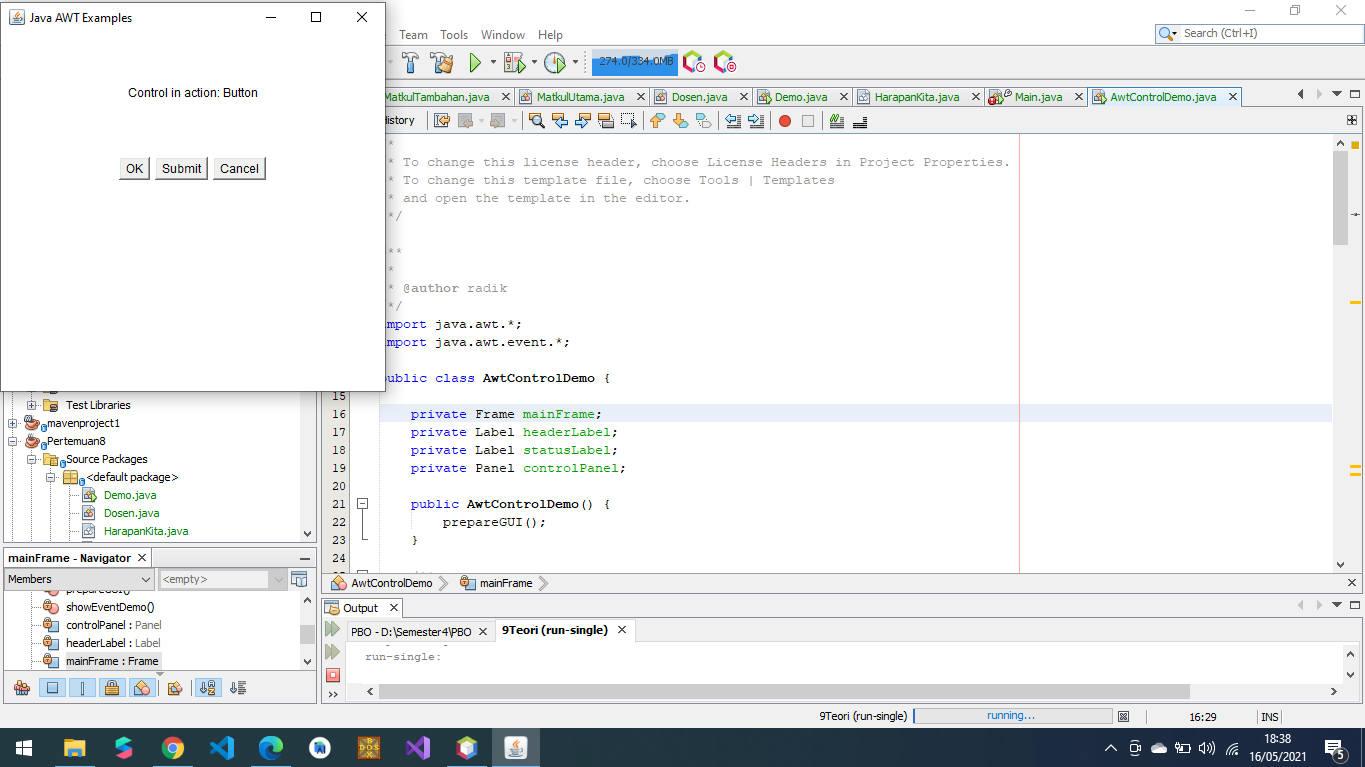 Java AWT Examples
Control in action: Button
OK Submit Cancel
Team Tools Window Help
Search (Ctrl+I)
274.0/334.0MB
MatkulTambahan.java MatkulUtama.java Dosen.java Demo.java HarapanKita.java Main.java AwtControlDemo.java
History
*
* To change this license header, choose License Headers in Project Properties.
* To change this template file, choose Tools | Templates
* and open the template in the editor.
*/
**
*
* @author radik
*/
mport java.awt.*;
mport java.awt.event.*;
public class AwtControlDemo {
15
16 private Frame mainFrame;
17 private Label headerLabel;
18 private Label statusLabel;
19 private Panel controlPanel;
20
21 public AwtControlDemo() {
22 prepareGUI();
23 }
24
Test Libraries
mavenproject1
Pertemuan8
Source Packages
<default package>
Demo.java
Dosen.java
HarapanKita.java
mainFrame - Navigator
Members <empty>
prepareGUI()
showEventDemo()
controlPanel : Panel
headerLabel : Label
mainFrame : Frame
AwtControlDemo mainFrame
Output
PBO - D:\Semester4\PBO 9Teori (run-single)
run-single:
9Teori (run-single) running... 16:29 INS
18:38
16/05/2021
5